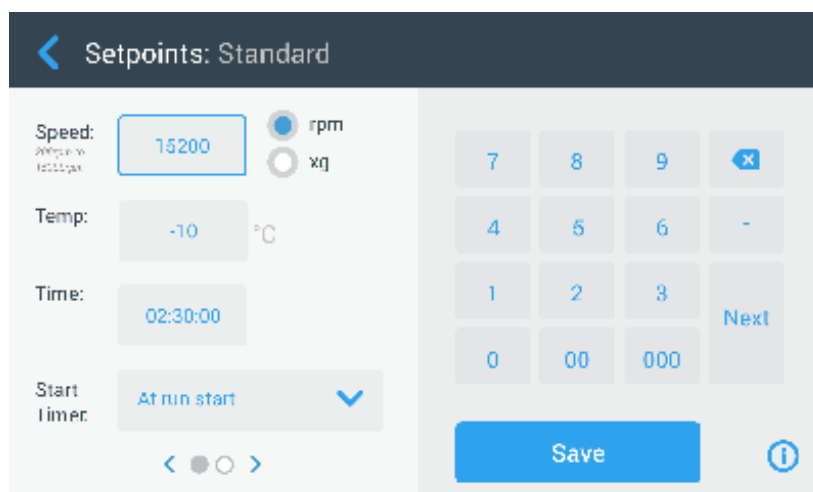 Setpoints: Standard
Speed:
15200
rpm
xg
Temp:
-10
°C
Time:
02:30:00
Start
Timer:
At run start
7 8 9
4 5 6 -
1 2 3
Next
0 00 000
Save